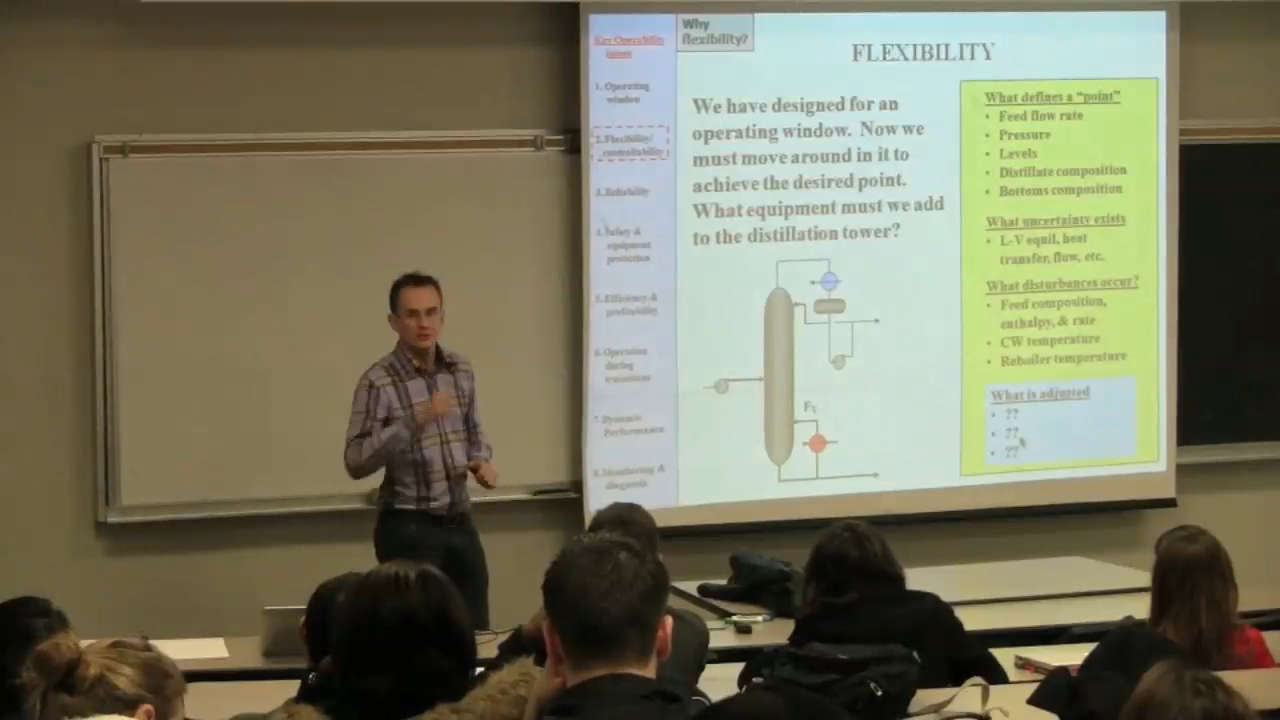 Key Operability
issues
1. Operating
window
2. Flexibility/
controllability
3. Reliability
4. Safety &
equipment
protection
5. Efficiency &
profitability
6. Operation
during
transitions
7. Dynamic
Performance
8. Monitoring &
diagnosis
Why
flexibility?
FLEXIBILITY
We have designed for an
operating window. Now we
must move around in it to
achieve the desired point.
What equipment must we add
to the distillation tower?
FV
What defines a “point”
• Feed flow rate
• Pressure
• Levels
• Distillate composition
• Bottoms composition
What uncertainty exists
• L-V equil, heat
transfer, flow, etc.
What disturbances occur?
• Feed composition,
enthalpy, & rate
• CW temperature
• Reboiler temperature
What is adjusted
• ??
• ??
• ??